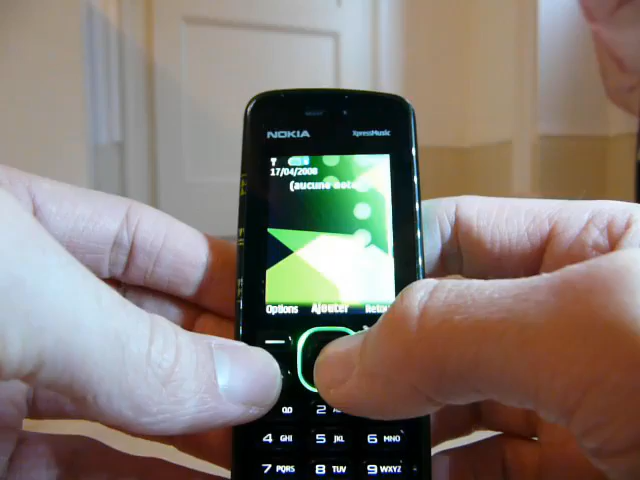 NOKIA XpressMusic
17/04/2008
(aucune
Options Ajouter
2
4 GHI 5 JKL 6 MNO
7 PQRS 8 TUV 9 WXYZ